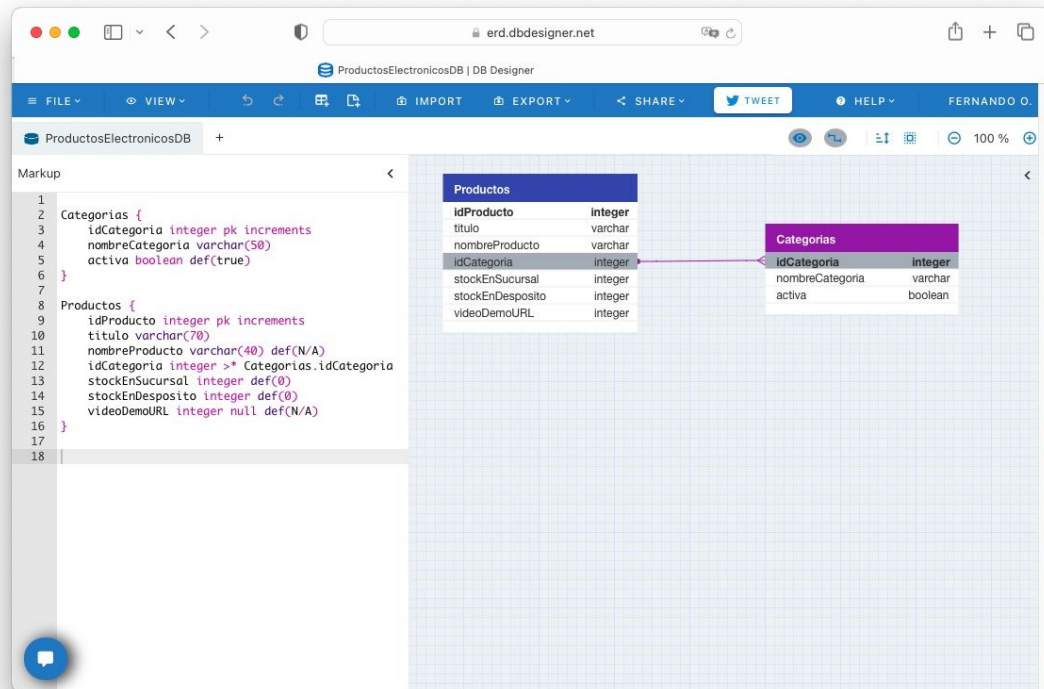 erd.dbdesigner.net
ProductosElectronicosDB | DB Designer
FILE VIEW IMPORT EXPORT SHARE TWEET HELP FERNANDO O.
ProductosElectronicosDB + 100 %
Markup
1
2 Categorias {
3 idCategoria integer pk increments
4 nombreCategoria varchar(50)
5 activa boolean def(true)
6 }
7
8 Productos {
9 idProducto integer pk increments
10 titulo varchar(70)
11 nombreProducto varchar(40) def(N/A)
12 idCategoria integer >* Categorias.idCategoria
13 stockEnSucursal integer def(0)
14 stockEnDesposito integer def(0)
15 videoDemoURL integer null def(N/A)
16 }
17
18
Productos
idProducto integer
titulo varchar
nombreProducto varchar
idCategoria integer
stockEnSucursal integer
stockEnDesposito integer
videoDemoURL integer
Categorias
idCategoria integer
nombreCategoria varchar
activa boolean